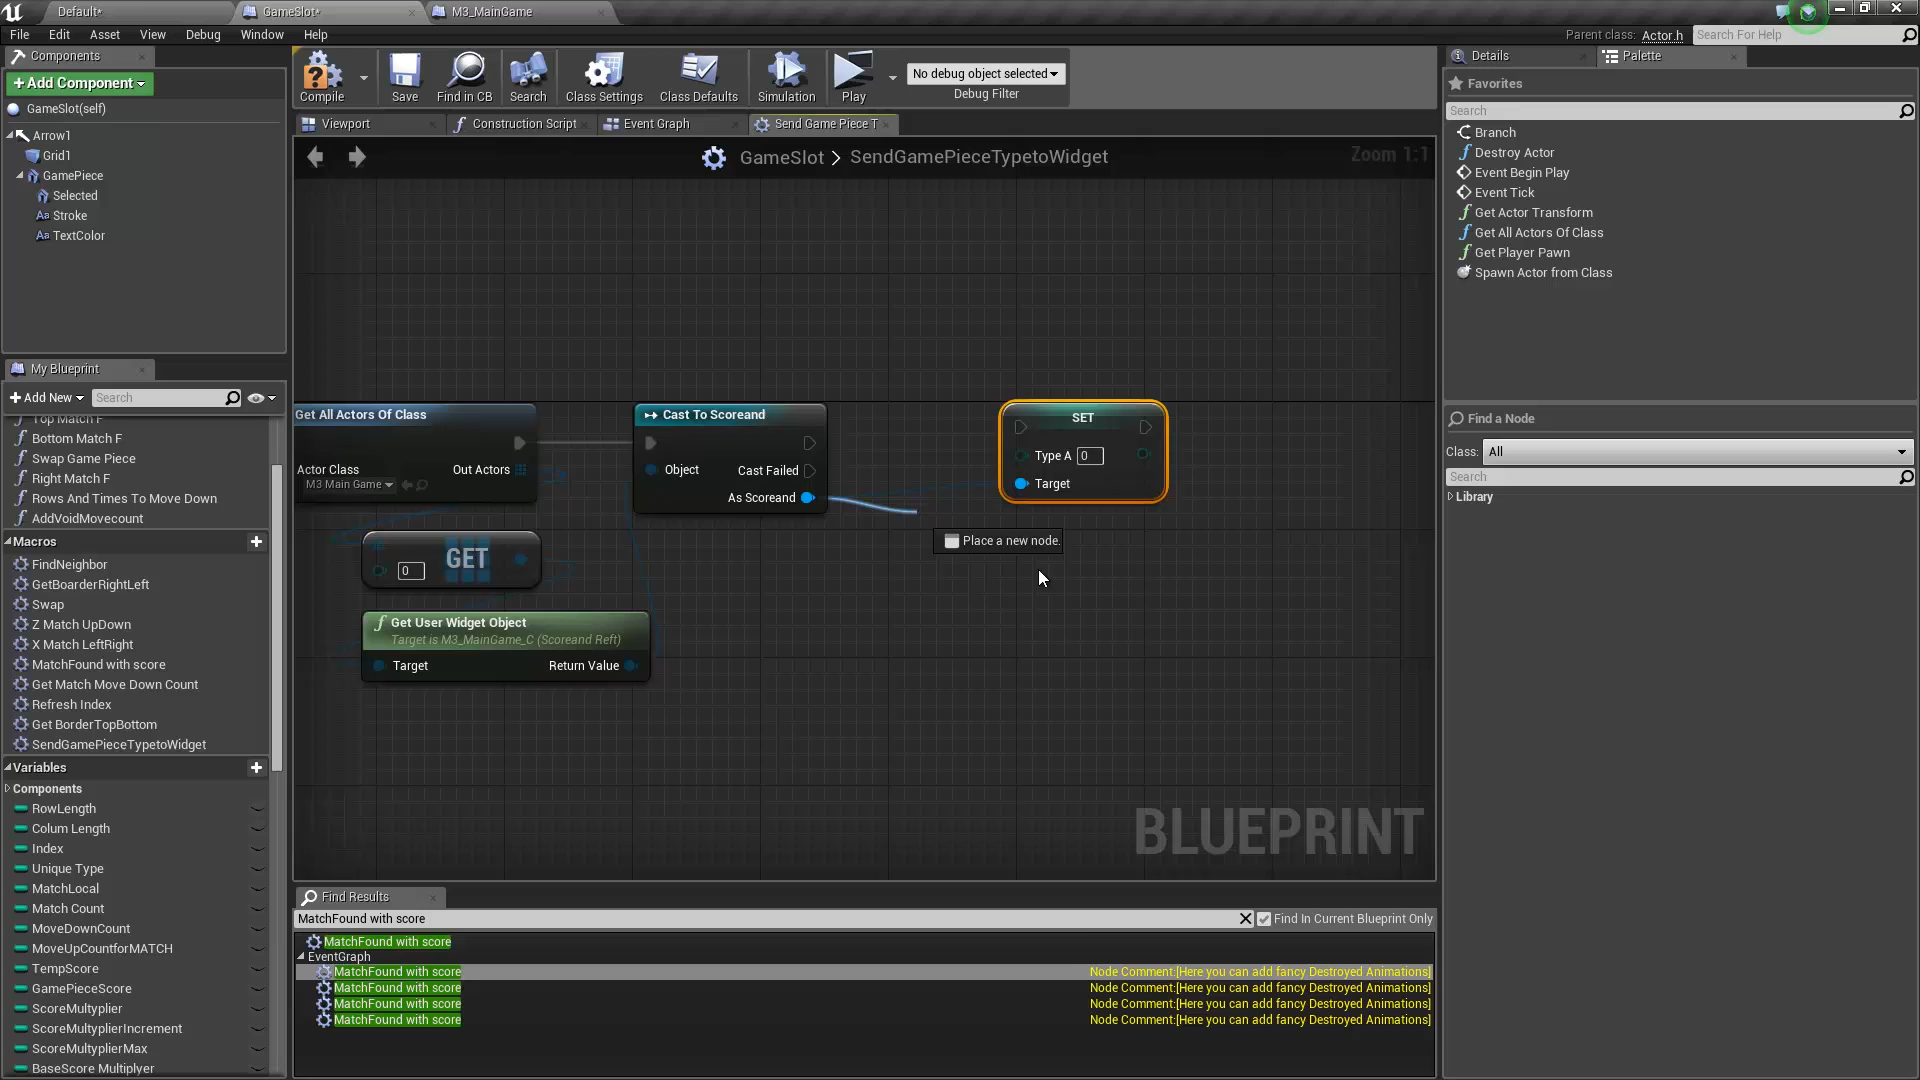 Default*
GameSlot*
M3_MainGame
File Edit Asset View Debug Window Help
Parent class: Actor.h
Search For Help
Components
+ Add Component
GameSlot(self)
Arrow1
Grid1
GamePiece
Selected
Stroke
TextColor
Compile
Save
Find in CB
Search
Class Settings
Class Defaults
Simulation
Play
No debug object selected
Debug Filter
Viewport
Construction Script
Event Graph
Send Game Piece T
GameSlot > SendGamePieceTypetoWidget
Zoom 1:1
Get All Actors Of Class
Actor Class
M3 Main Game
Out Actors
Cast To Scoreand
Object
Cast Failed
As Scoreand
SET
Type A 0
Target
Place a new node.
GET
0
Get User Widget Object
Target is M3_MainGame_C (Scoreand Reft)
Target
Return Value
BLUEPRINT
My Blueprint
+ Add New
Search
Top Match F
Bottom Match F
Swap Game Piece
Right Match F
Rows And Times To Move Down
AddVoidMovecount
Macros
FindNeighbor
GetBoarderRightLeft
Swap
Z Match UpDown
X Match LeftRight
MatchFound with score
Get Match Move Down Count
Refresh Index
Get BorderTopBottom
SendGamePieceTypetoWidget
Variables
Components
RowLength
Colum Length
Index
Unique Type
MatchLocal
Match Count
MoveDownCount
MoveUpCountforMATCH
TempScore
GamePieceScore
ScoreMultyplier
ScoreMultyplierIncrement
ScoreMultyplierMax
BaseScore Multiplyer
Find Results
MatchFound with score
Find In Current Blueprint Only
MatchFound with score
EventGraph
MatchFound with score Node Comment:[Here you can add fancy Destroyed Animations]
MatchFound with score Node Comment:[Here you can add fancy Destroyed Animations]
MatchFound with score Node Comment:[Here you can add fancy Destroyed Animations]
MatchFound with score Node Comment:[Here you can add fancy Destroyed Animations]
Details
Palette
Favorites
Search
Branch
Destroy Actor
Event Begin Play
Event Tick
Get Actor Transform
Get All Actors Of Class
Get Player Pawn
Spawn Actor from Class
Find a Node
Class: All
Search
Library